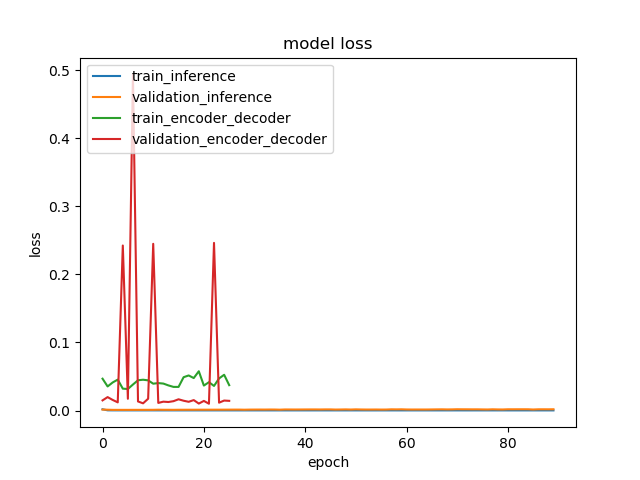 model loss
train_inference
validation_inference
train_encoder_decoder
validation_encoder_decoder
0.5
0.4
0.3
0.2
0.1
0.0
loss
0 20 40 60 80
epoch